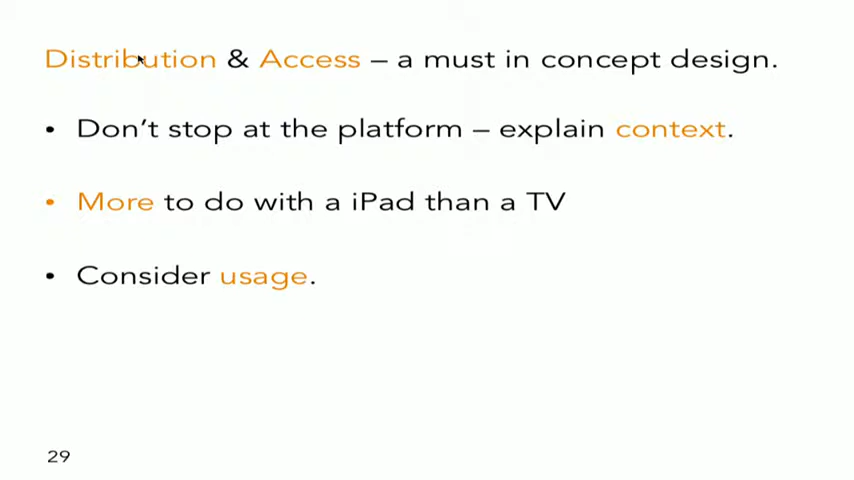 Distribution & Access – a must in concept design.
• Don't stop at the platform – explain context.
• More to do with a iPad than a TV
• Consider usage.
29